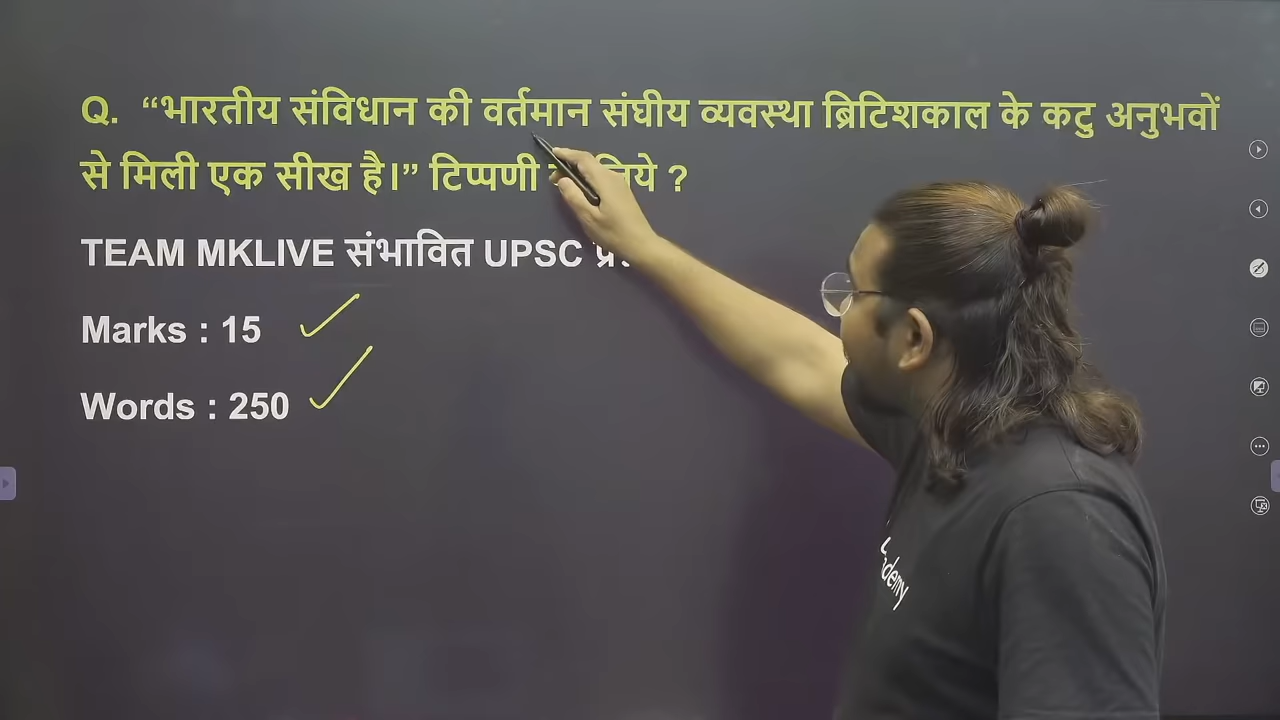 Q. “भारतीय संविधान की वर्तमान संघीय व्यवस्था ब्रिटिशकाल के कटु अनुभवों
से मिली एक सीख है।” टिप्पणी ?
TEAM MKLIVE संभावित UPSC
Marks : 15
Words : 250